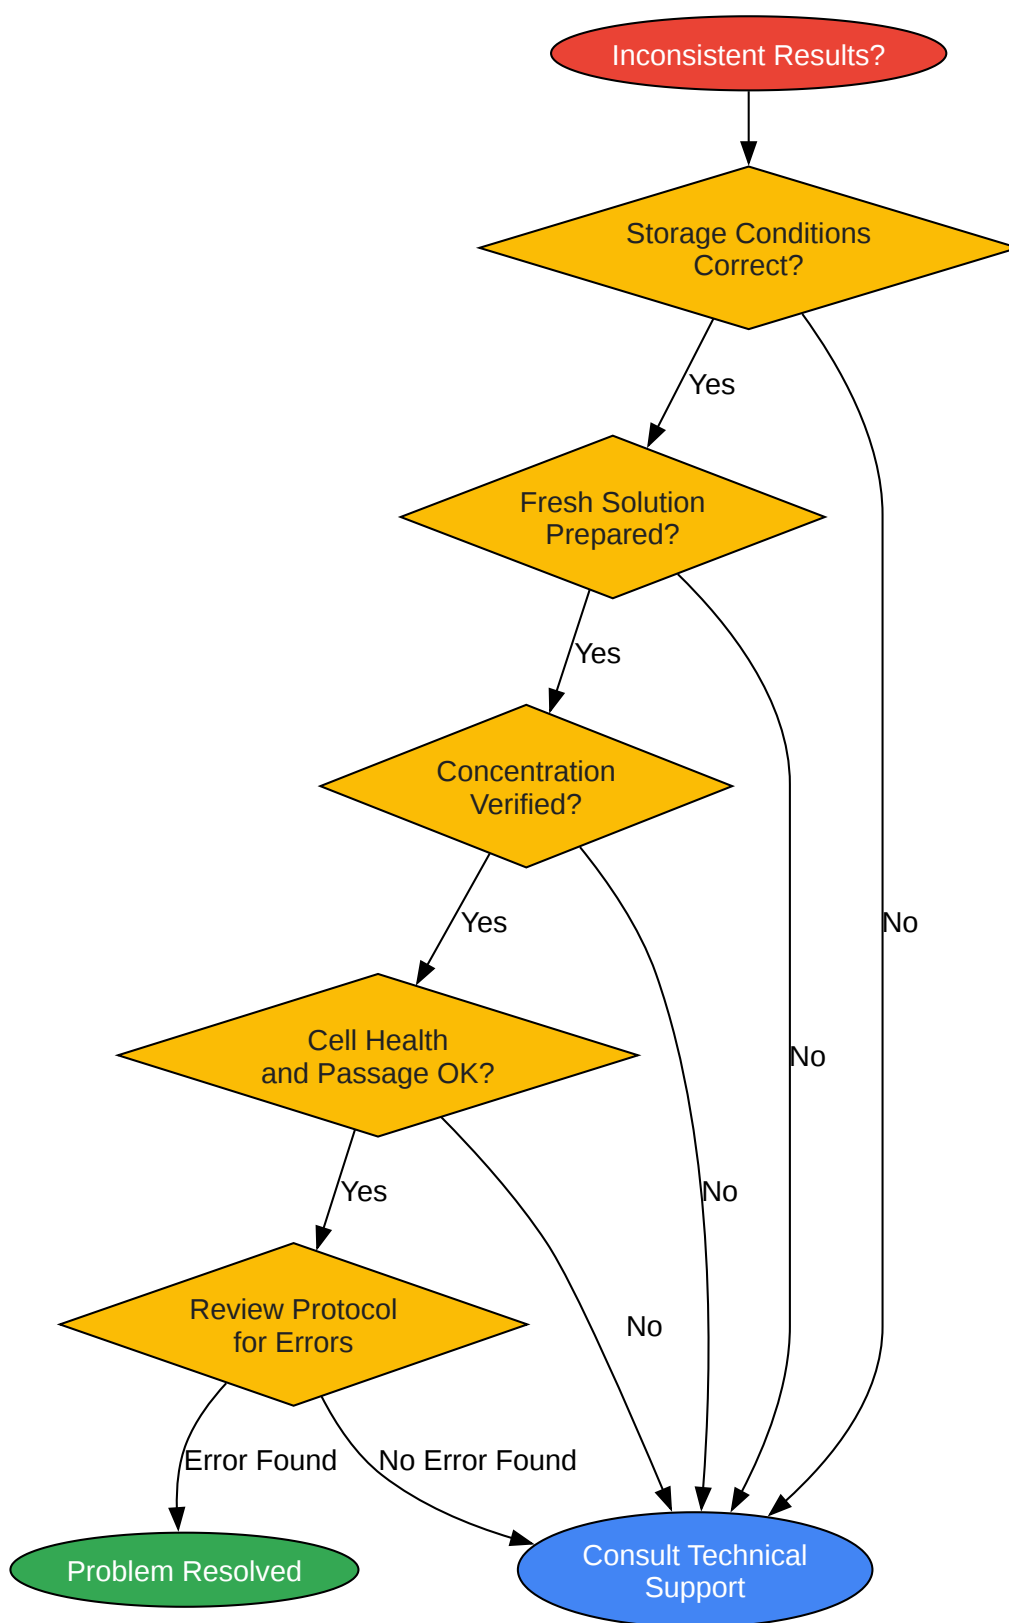 Inconsistent Results?
Storage Conditions
Correct?
Yes
Fresh Solution
Prepared?
Yes
Concentration
Verified?
Yes
No
Cell Health
and Passage OK?
No
Yes
No
Review Protocol
for Errors
No
Error Found
No Error Found
Problem Resolved
Consult Technical
Support